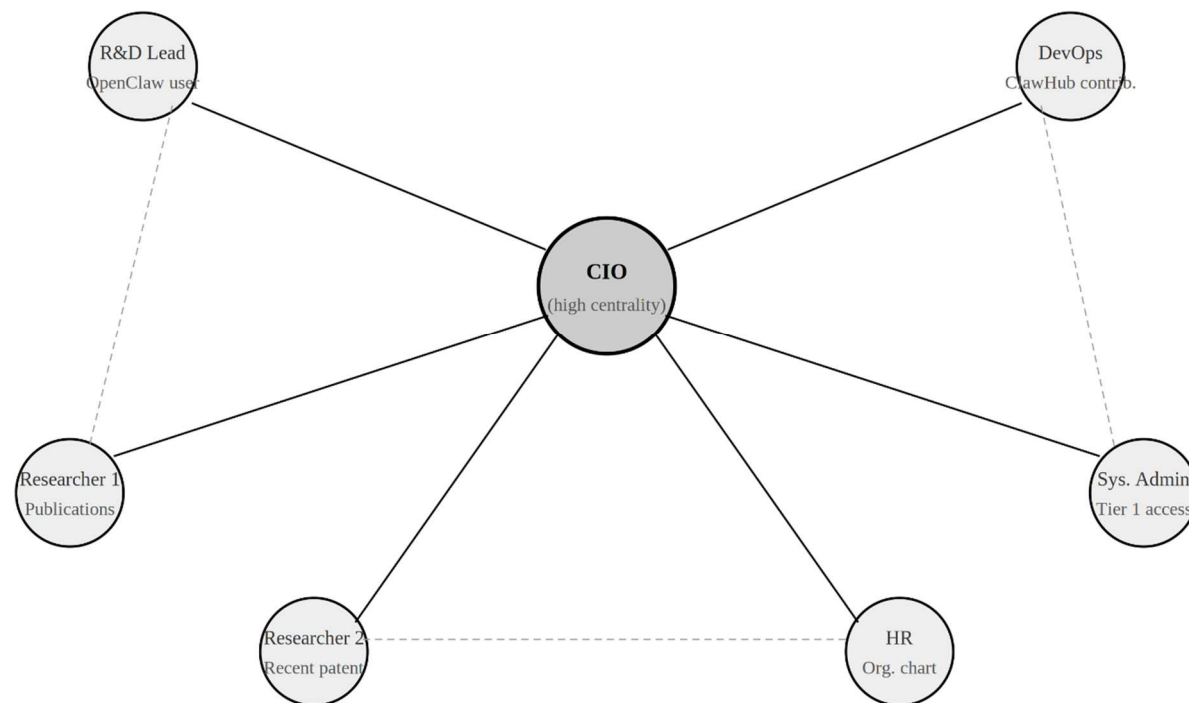 R&D Lead
OpenClaw user
DevOps
ClawHub contrib.
CIO
(high centrality)
Researcher 1
Publications
Sys. Admin
Tier 1 access
Researcher 2
Recent patent
HR
Org. chart